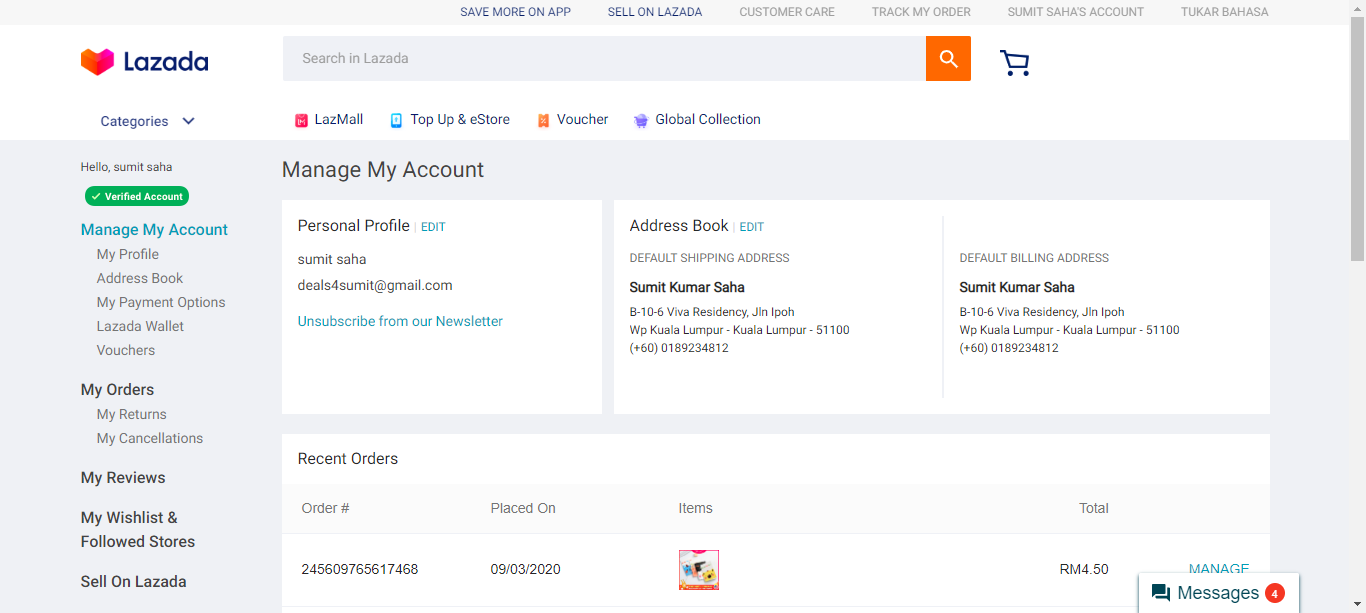 SAVE MORE ON APP SELL ON LAZADA CUSTOMER CARE TRACK MY ORDER SUMIT SAHA'S ACCOUNT TUKAR BAHASA
Lazada
Search in Lazada
Categories
LazMall Top Up & eStore Voucher Global Collection
Hello, sumit saha
Verified Account
Manage My Account
My Profile
Address Book
My Payment Options
Lazada Wallet
Vouchers
My Orders
My Returns
My Cancellations
My Reviews
My Wishlist &
Followed Stores
Sell On Lazada
Manage My Account
Personal Profile | EDIT
sumit saha
deals4sumit@gmail.com
Unsubscribe from our Newsletter
Address Book | EDIT
DEFAULT SHIPPING ADDRESS
Sumit Kumar Saha
B-10-6 Viva Residency, Jln Ipoh
Wp Kuala Lumpur - Kuala Lumpur - 51100
(+60) 0189234812
DEFAULT BILLING ADDRESS
Sumit Kumar Saha
B-10-6 Viva Residency, Jln Ipoh
Wp Kuala Lumpur - Kuala Lumpur - 51100
(+60) 0189234812
Recent Orders
Order # Placed On Items Total
245609765617468 09/03/2020 RM4.50 MANAGE
Messages 4